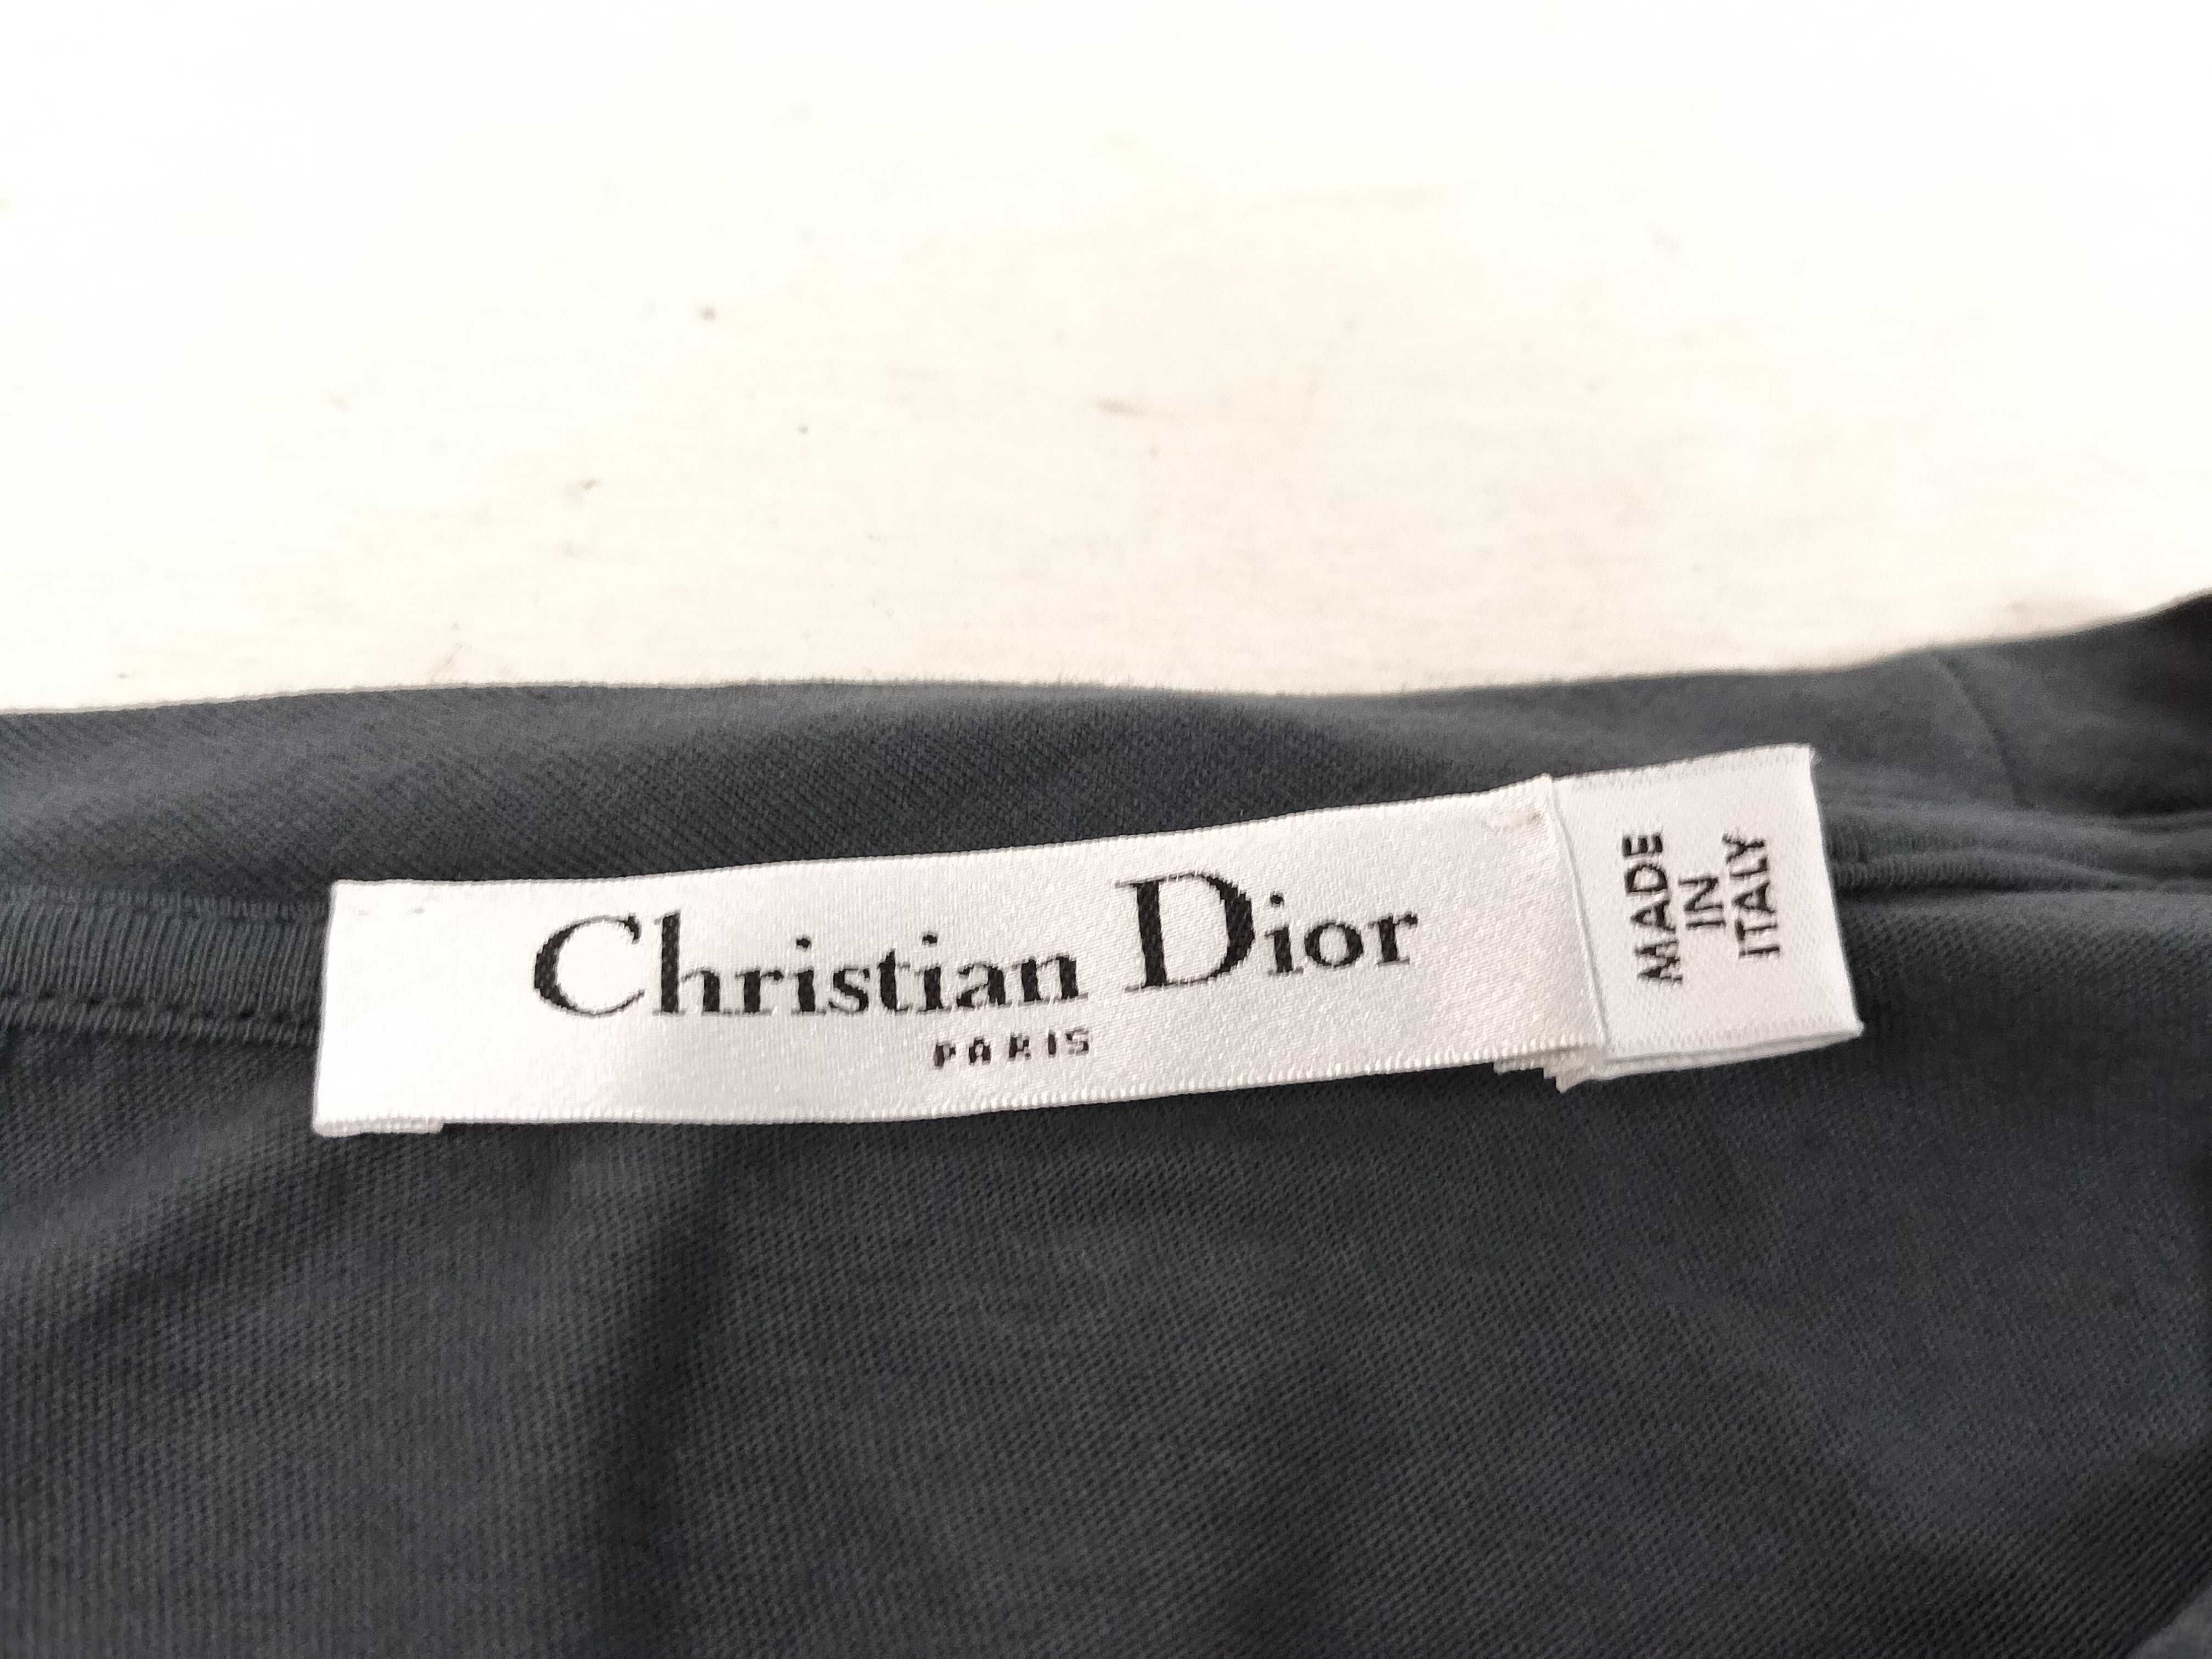 Christian Dior
PARIS
MADE
IN
ITALY